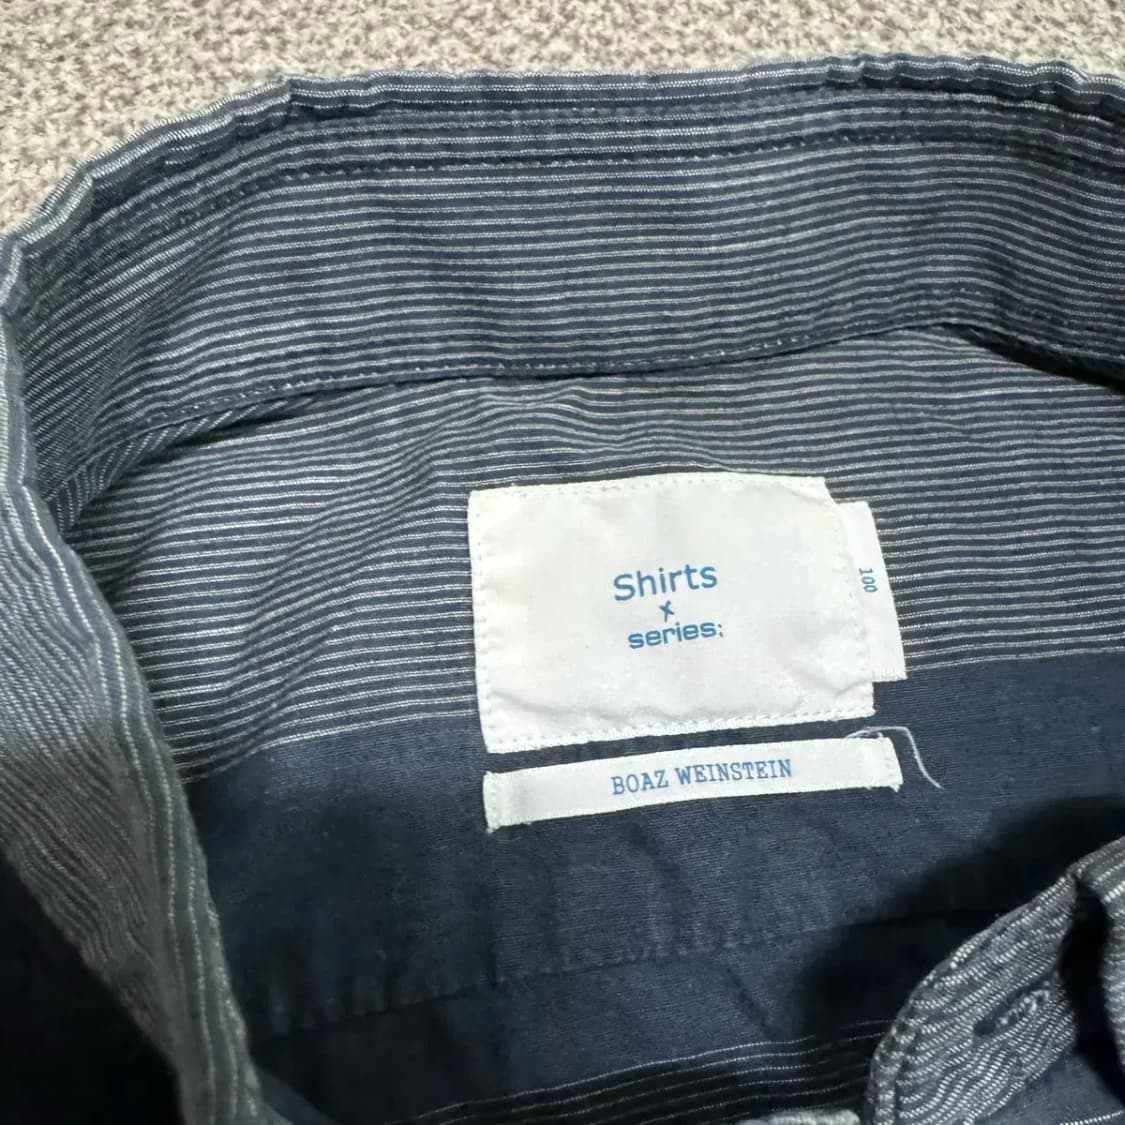 Shirts
x
series;
100
BOAZ WEINSTEIN